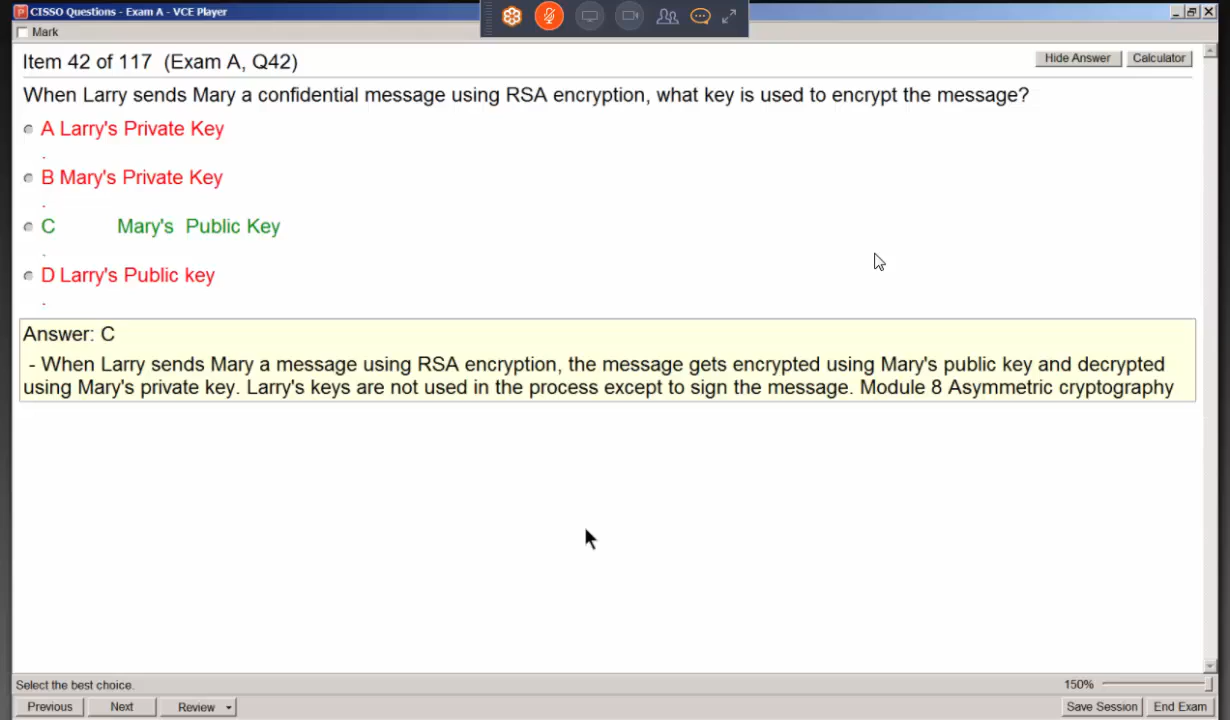 CISSO Questions - Exam A - VCE Player
Mark
Item 42 of 117 (Exam A, Q42)
Hide Answer
Calculator
When Larry sends Mary a confidential message using RSA encryption, what key is used to encrypt the message?
A Larry's Private Key
.
B Mary's Private Key
.
C Mary's Public Key
.
D Larry's Public key
.
Answer: C
- When Larry sends Mary a message using RSA encryption, the message gets encrypted using Mary's public key and decrypted
using Mary's private key. Larry's keys are not used in the process except to sign the message. Module 8 Asymmetric cryptography
Select the best choice.
150%
Previous
Next
Review
Save Session
End Exam